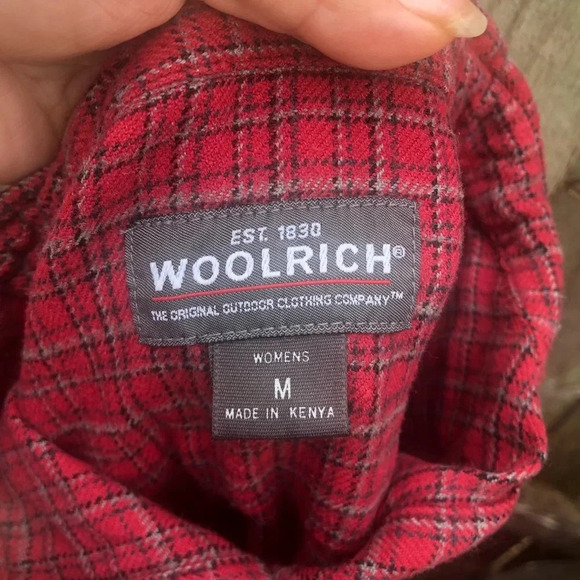 EST. 1830
WOOLRICH®
THE ORIGINAL OUTDOOR CLOTHING COMPANY™
WOMENS
M
MADE IN KENYA